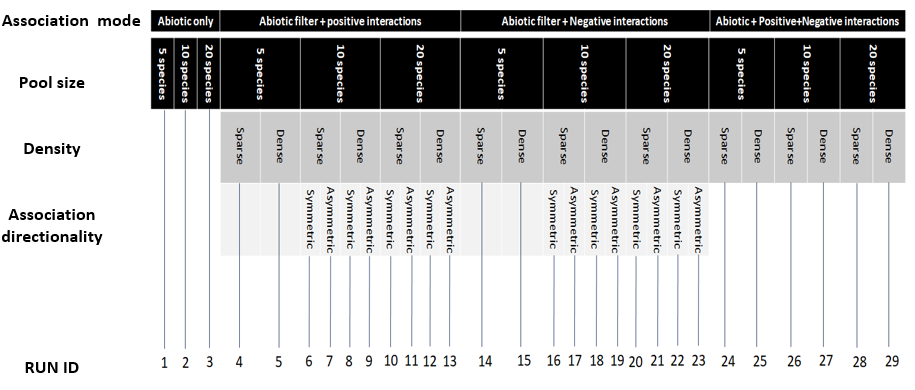 Association mode
Abiotic only
Abiotic filter + positive interactions
Abiotic filter + Negative interactions
Abiotic + Positive+Negative interactions
Pool size
5 species
10 species
20 species
5 species
10 species
20 species
5 species
10 species
20 species
5 species
10 species
20 species
Density
Sparse
Dense
Sparse
Dense
Sparse
Dense
Sparse
Dense
Sparse
Dense
Sparse
Dense
Sparse
Dense
Sparse
Dense
Sparse
Dense
Association
directionality
Symmetric
Asymmetric
Symmetric
Asymmetric
Symmetric
Asymmetric
Symmetric
Asymmetric
Symmetric
Asymmetric
Symmetric
Asymmetric
Symmetric
Asymmetric
Symmetric
Asymmetric
RUN ID
1 2 3 4 5 6 7 8 9 10 11 12 13 14 15 16 17 18 19 20 21 22 23 24 25 26 27 28 29